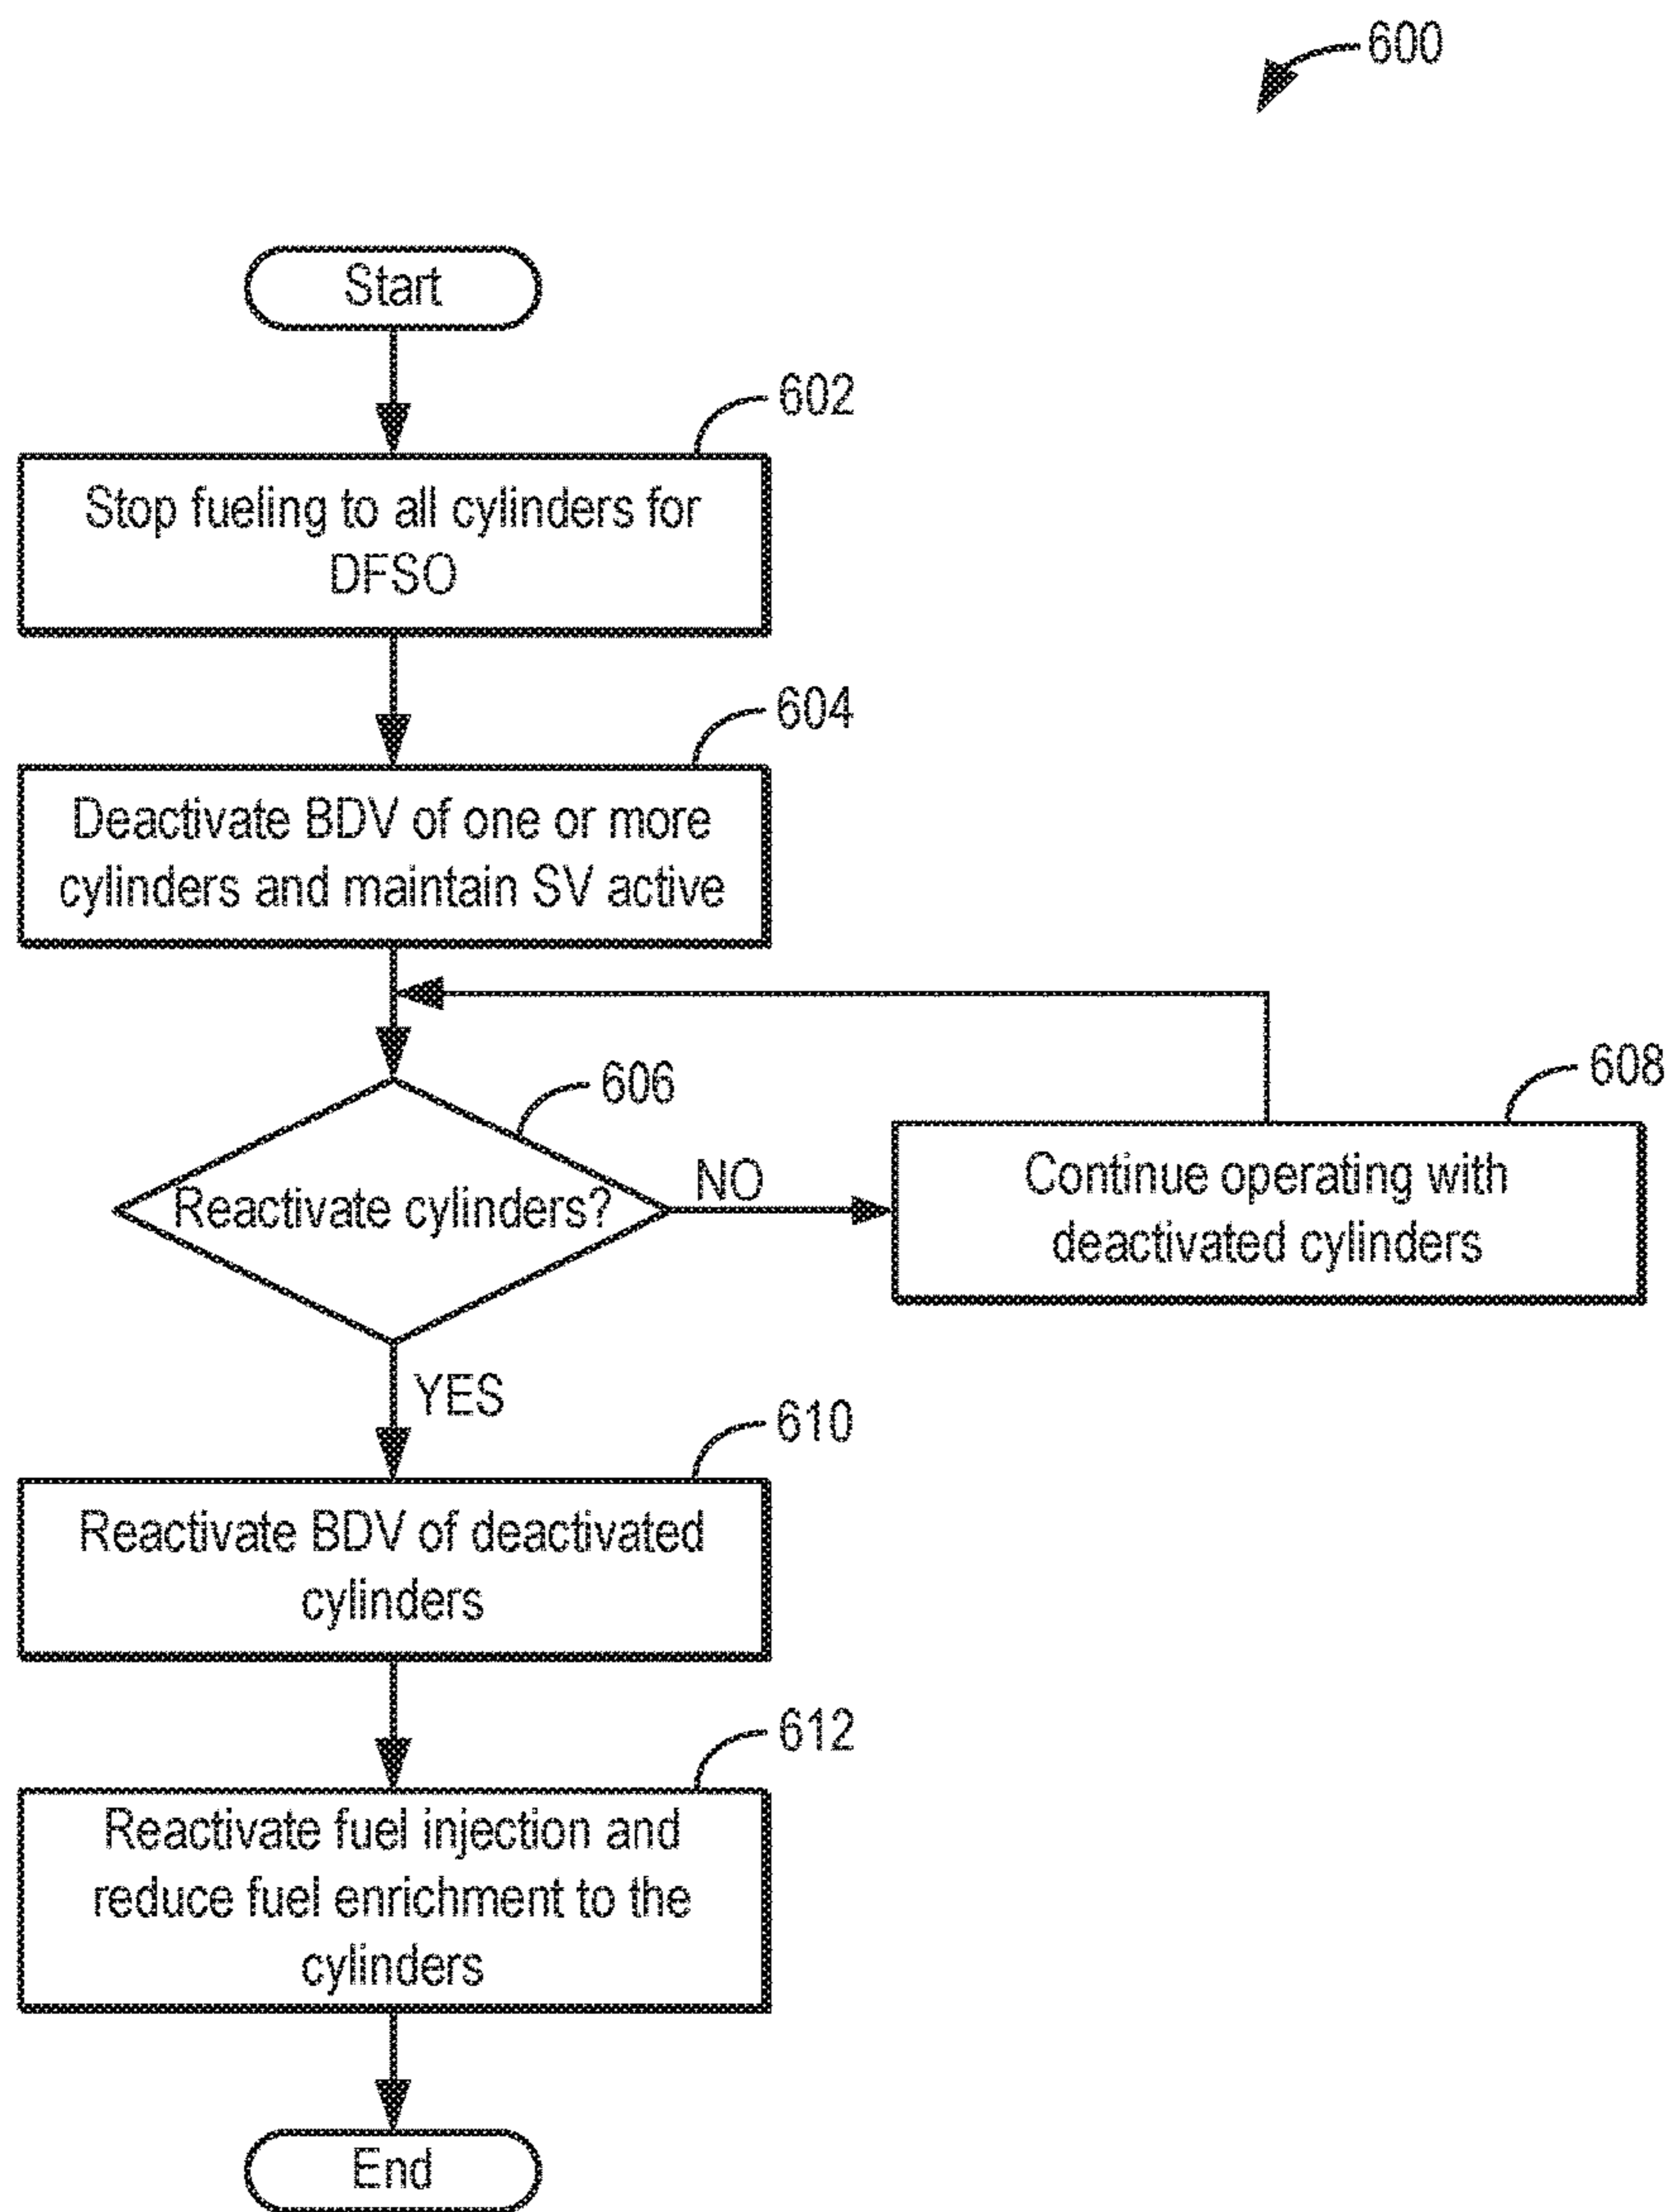 600
Start
602
Stop fueling to all cylinders for
DFSO
604
Deactivate BDV of one or more
cylinders and maintain SV active
606
Reactivate cylinders?
NO
608
Continue operating with
deactivated cylinders
YES
610
Reactivate BDV of deactivated
cylinders
612
Reactivate fuel injection and
reduce fuel enrichment to the
cylinders
End